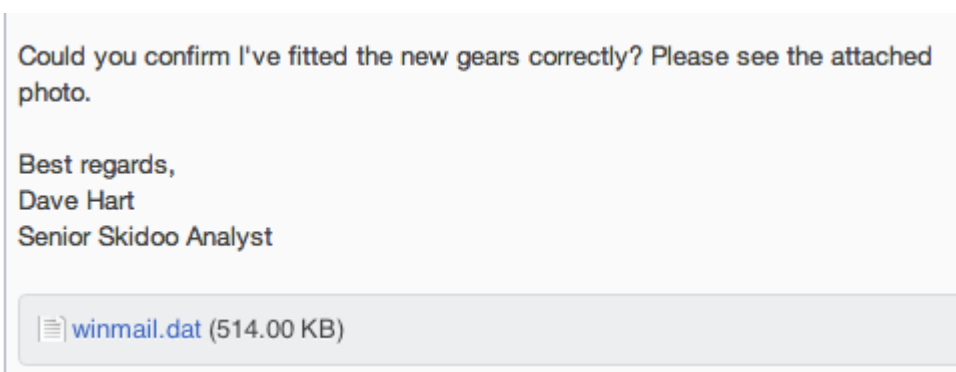 Could you confirm I've fitted the new gears correctly? Please see the attached
photo.
Best regards,
Dave Hart
Senior Skidoo Analyst
winmail.dat (514.00 KB)